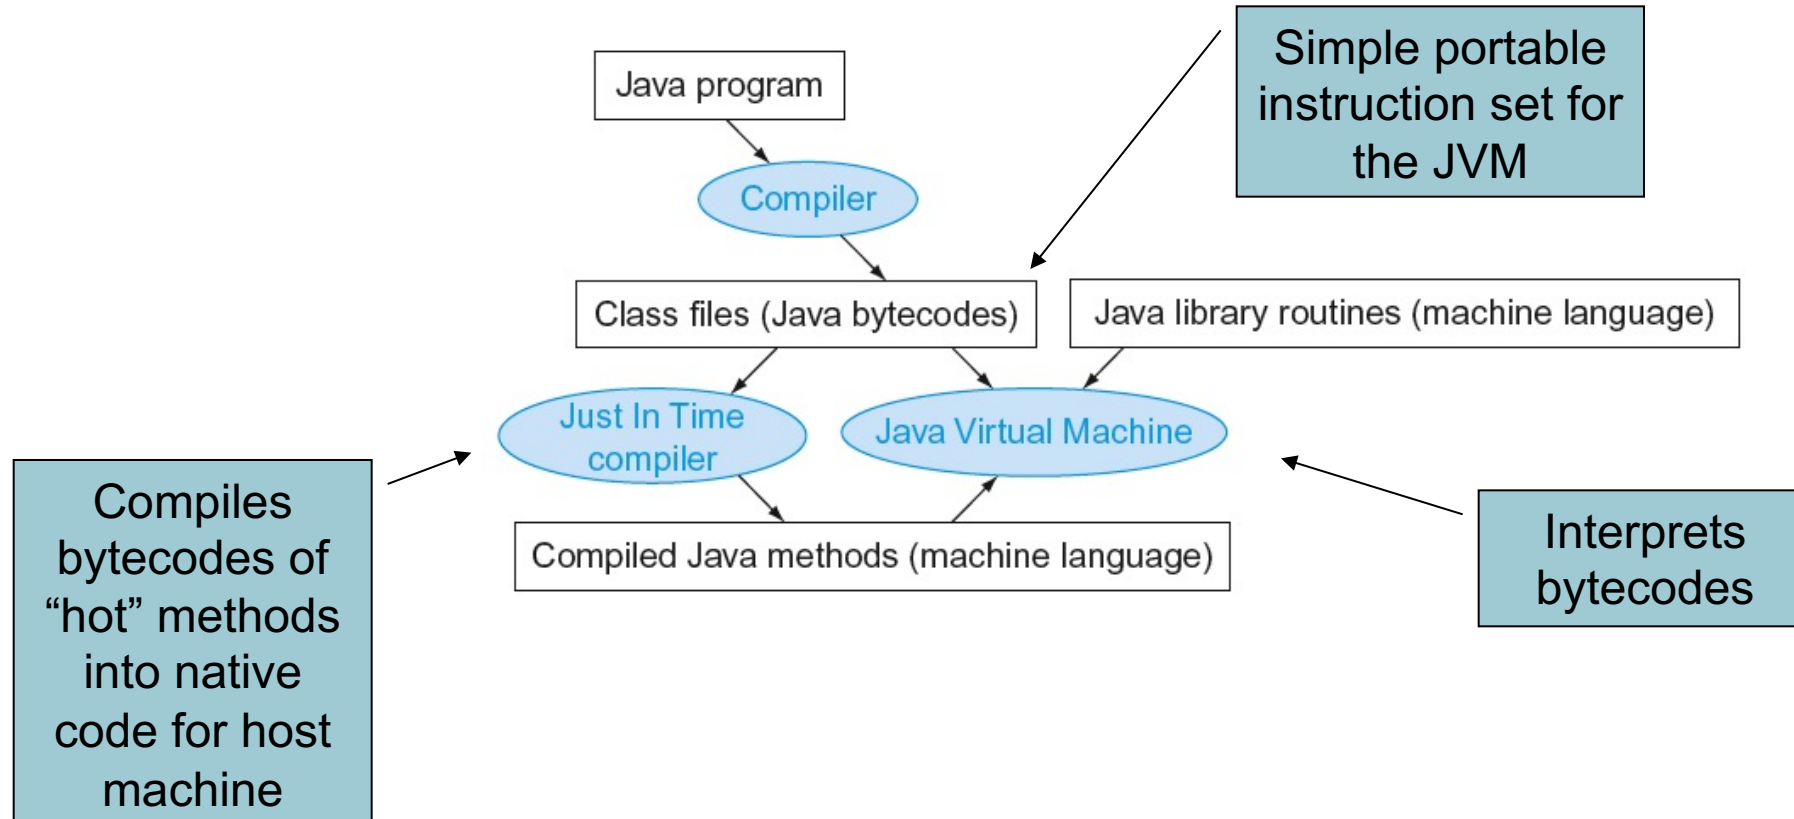 Java program
Simple portable
instruction set for
the JVM
Compiler
Class files (Java bytecodes)
Java library routines (machine language)
Just In Time
compiler
Java Virtual Machine
Compiles
bytecodes of
“hot” methods
into native
code for host
machine
Compiled Java methods (machine language)
Interprets
bytecodes